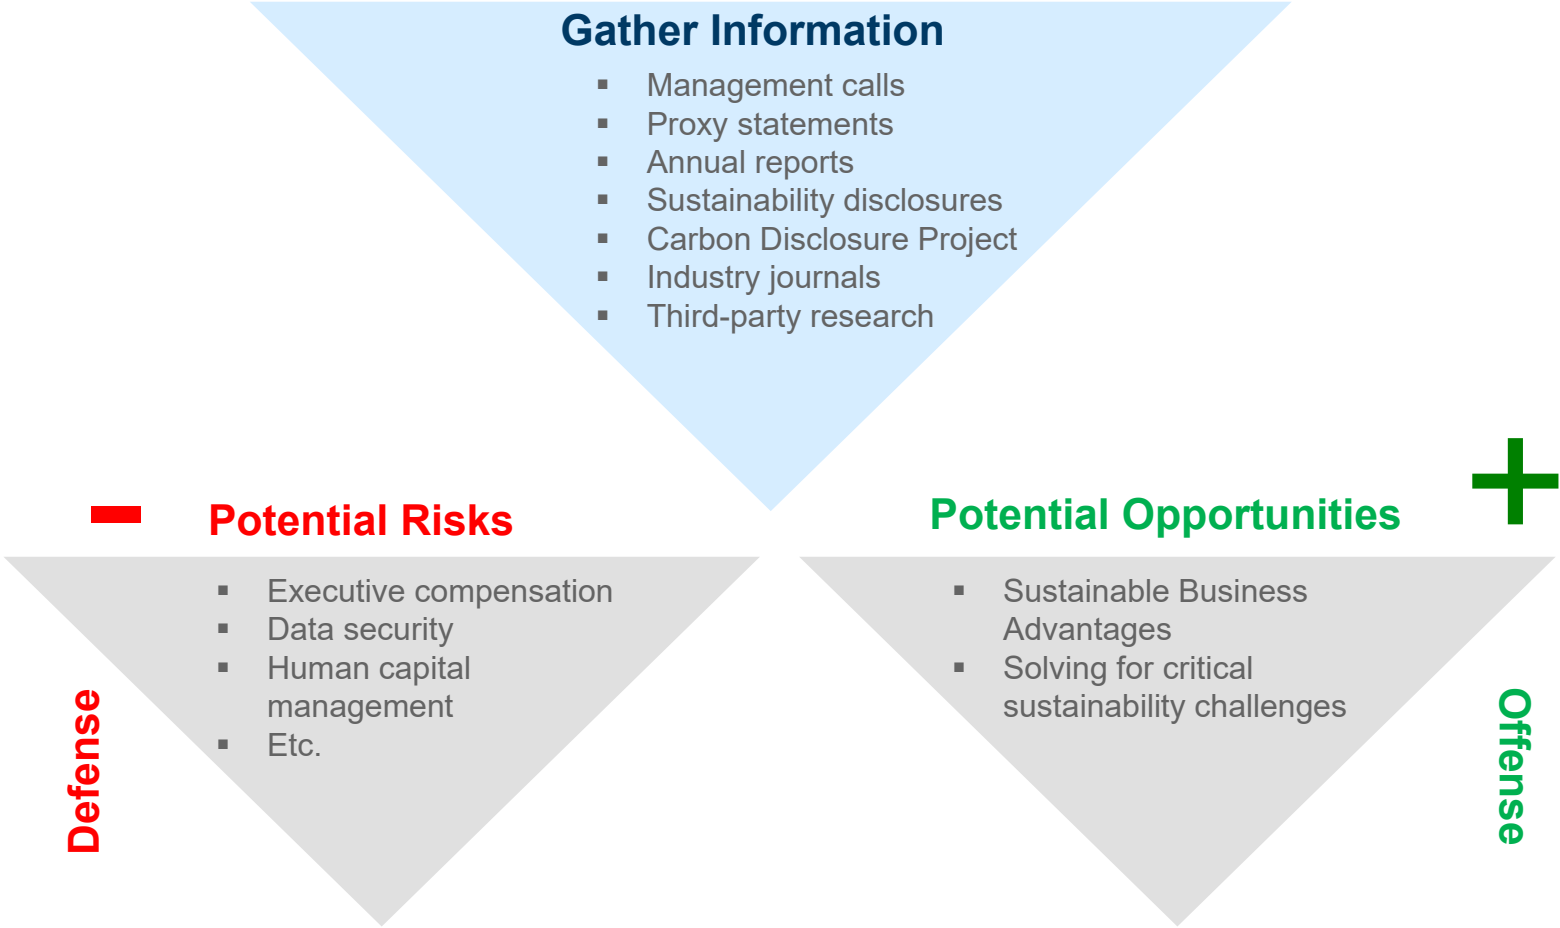 Gather Information
▪ Management calls
▪ Proxy statements
▪ Annual reports
▪ Sustainability disclosures
▪ Carbon Disclosure Project
▪ Industry journals
▪ Third-party research
Potential Risks
▪ Executive compensation
▪ Data security
▪ Human capital
management
▪ Etc.
Defense
Potential Opportunities
▪ Sustainable Business
Advantages
▪ Solving for critical
sustainability challenges
Offense